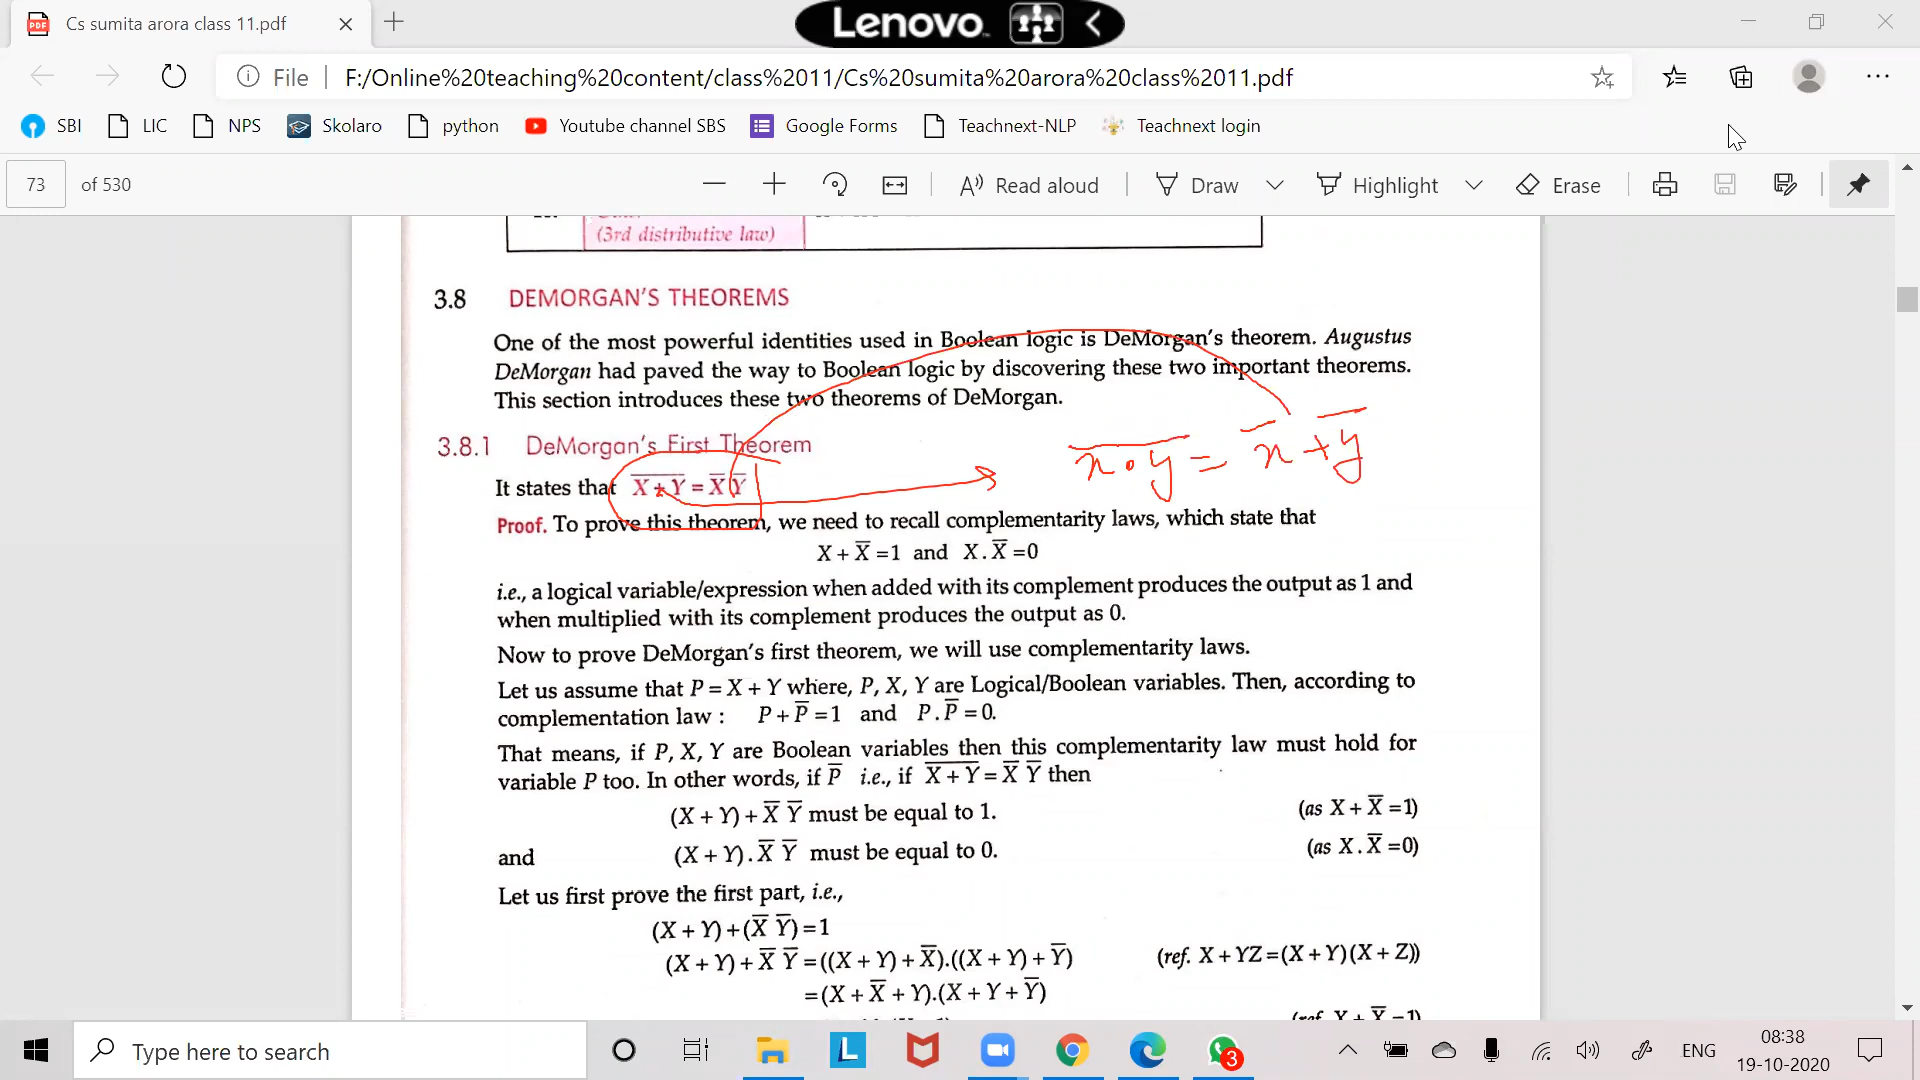 Cs sumita arora class 11.pdf
Lenovo
File F:/Online%20teaching%20content/class%2011/Cs%20sumita%20arora%20class%2011.pdf
SBI LIC NPS Skolaro python Youtube channel SBS Google Forms Teachnext-NLP Teachnext login
73 of 530 Read aloud Draw Highlight Erase
(3rd distributive law)
3.8 DEMORGAN'S THEOREMS
One of the most powerful identities used in Boolean logic is DeMorgan's theorem. Augustus
DeMorgan had paved the way to Boolean logic by discovering these two important theorems.
This section introduces these two theorems of DeMorgan.
3.8.1 DeMorgan's First Theorem
x̅ ̅•̅ ̅y̅ = x̅ + y̅
It states that X̅ ̅+̅ ̅Y̅ = X̅ Y̅
Proof. To prove this theorem, we need to recall complementarity laws, which state that
X + X̅ =1 and X . X̅ =0
i.e., a logical variable/expression when added with its complement produces the output as 1 and
when multiplied with its complement produces the output as 0.
Now to prove DeMorgan's first theorem, we will use complementarity laws.
Let us assume that P = X + Y where, P, X, Y are Logical/Boolean variables. Then, according to
complementation law : P + P̅ =1 and P . P̅ = 0.
That means, if P, X, Y are Boolean variables then this complementarity law must hold for
variable P too. In other words, if P̅ i.e., if X̅ ̅+̅ ̅Y̅ = X̅ Y̅ then
(X + Y) + X̅ Y̅ must be equal to 1. (as X + X̅ =1)
and (X + Y) . X̅ Y̅ must be equal to 0. (as X . X̅ =0)
Let us first prove the first part, i.e.,
(X + Y) + (X̅ Y̅) = 1
(X + Y) + X̅ Y̅ = ((X + Y) + X̅).((X + Y) + Y̅) (ref. X + YZ = (X + Y) (X + Z))
= (X + X̅ + Y).(X + Y + Y̅)
(ref. X + X̅ =1)
Type here to search
3
ENG
08:38
19-10-2020